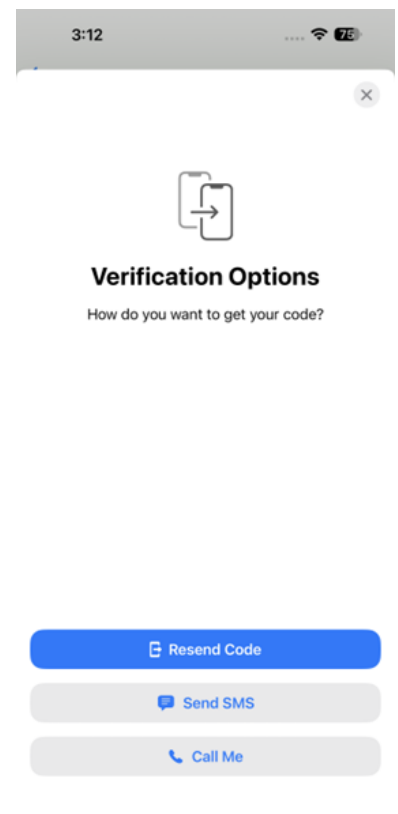 3:12
75
Verification Options
How do you want to get your code?
Resend Code
Send SMS
Call Me